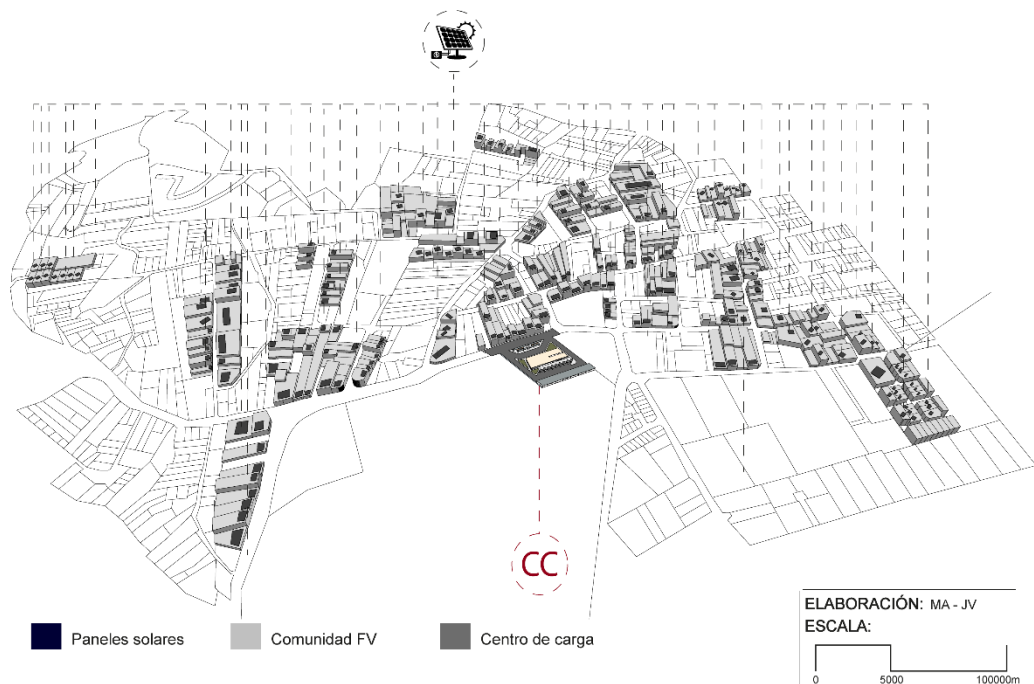 CC
Paneles solares
Comunidad FV
Centro de carga
ELABORACIÓN: MA - JV
ESCALA:
0 5000 100000m